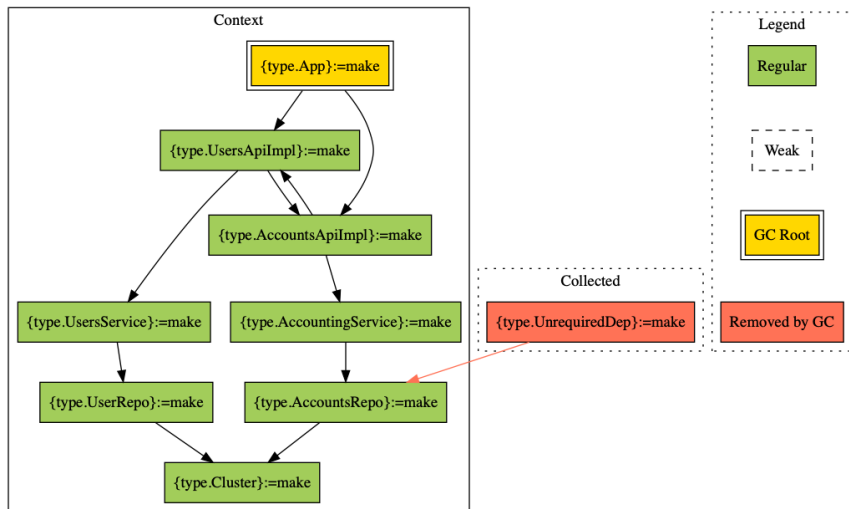 Context
{type.App}:=make
{type.UsersApiImpl}:=make
{type.AccountsApiImpl}:=make
{type.UsersService}:=make
{type.AccountingService}:=make
{type.UserRepo}:=make
{type.AccountsRepo}:=make
{type.Cluster}:=make
Collected
{type.UnrequiredDep}:=make
Legend
Regular
Weak
GC Root
Removed by GC